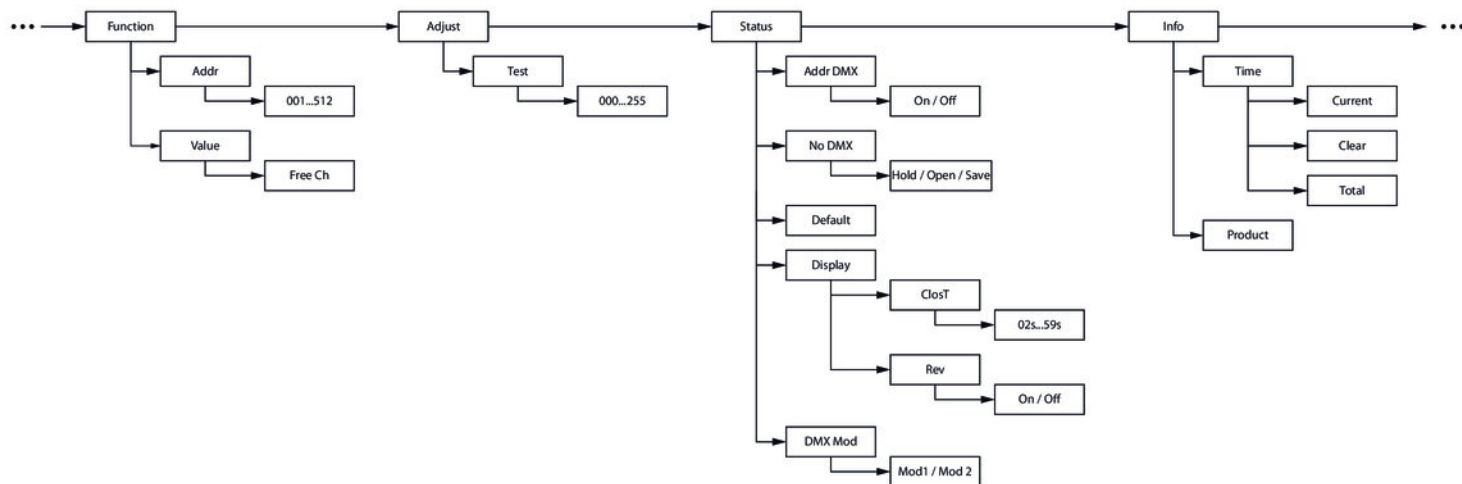 ... Function Adjust Status Info ...
Addr Test Addr DMX Time
001...512 000...255 On / Off Current
Value No DMX Clear
Free Ch Hold / Open / Save
Total
Default
Product
Display
ClosT
02s...59s
Rev
On / Off
DMX Mod
Mod1 / Mod 2